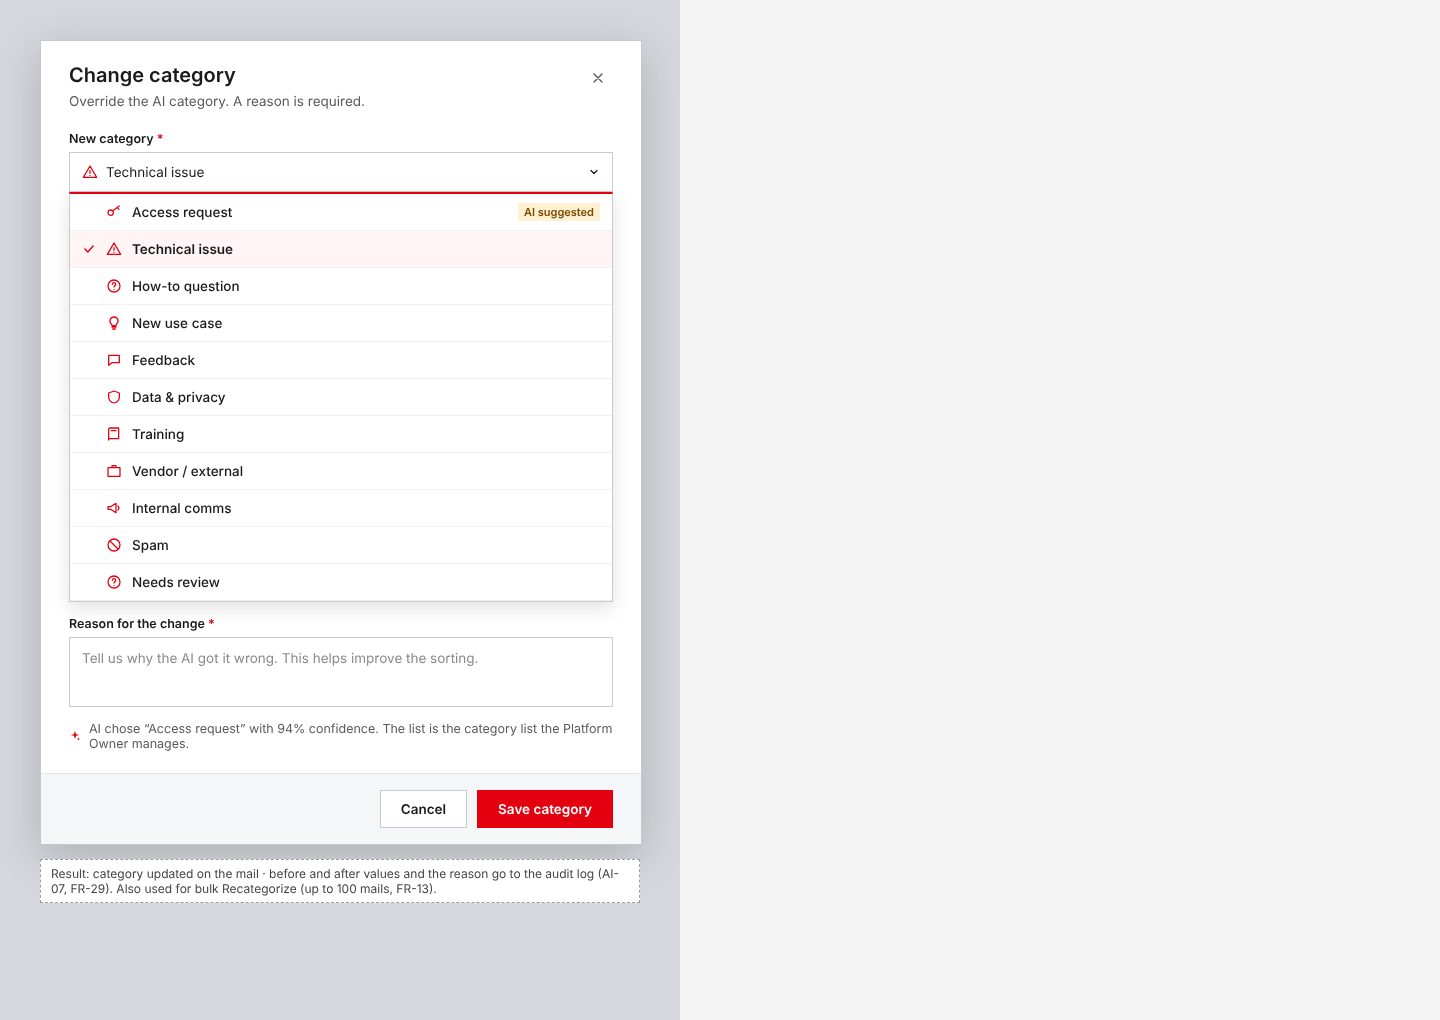 Change category
Override the AI category. A reason is required.
New category *
Technical issue
Access request AI suggested
Technical issue
How-to question
New use case
Feedback
Data & privacy
Training
Vendor / external
Internal comms
Spam
Needs review
Reason for the change *
Tell us why the AI got it wrong. This helps improve the sorting.
AI chose “Access request” with 94% confidence. The list is the category list the Platform
Owner manages.
Cancel Save category
Result: category updated on the mail · before and after values and the reason go to the audit log (AI-
07, FR-29). Also used for bulk Recategorize (up to 100 mails, FR-13).